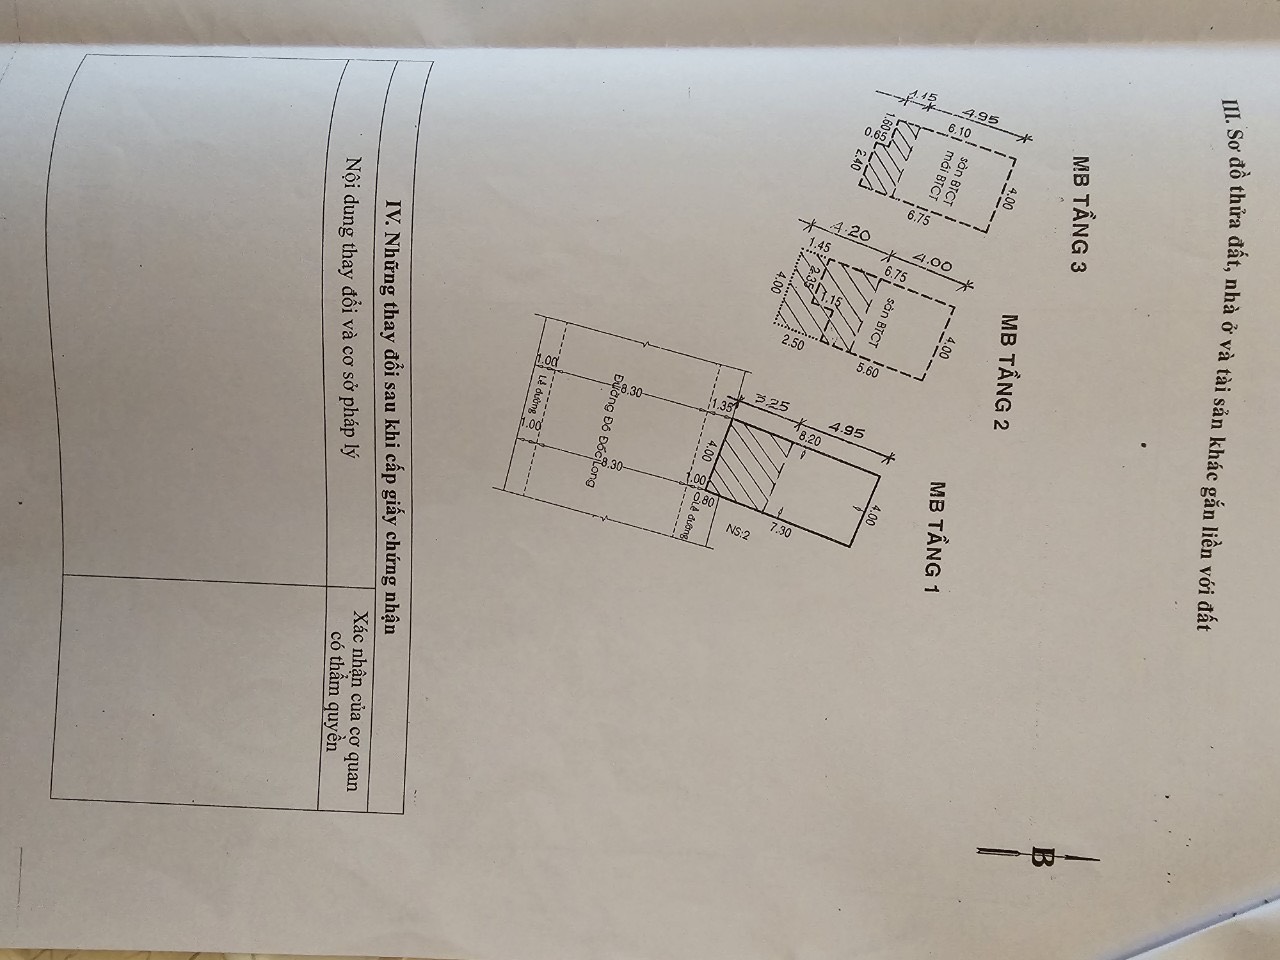 III. Sơ đồ thửa đất, nhà ở và tài sản khác gắn liền với đất
B
MB TẦNG 3
1.15
4.95
6.10
1.60
0.65
2.40
sân BTCT
mái BTCT
4.00
6.75
MB TẦNG 2
4.20
4.00
1.45
6.75
2.35
1.15
4.00
sân BTCT
4.00
2.50
5.60
MB TẦNG 1
3.25
4.95
8.20
1.35
4.00
4.00
1.00
0.80
7.30
NS:2
Lề đường
8.30
Đường Đô Đốc Long
8.30
1.00
Lề đường
1.00
IV. Những thay đổi sau khi cấp giấy chứng nhận
Nội dung thay đổi và cơ sở pháp lý
Xác nhận của cơ quan
có thẩm quyền